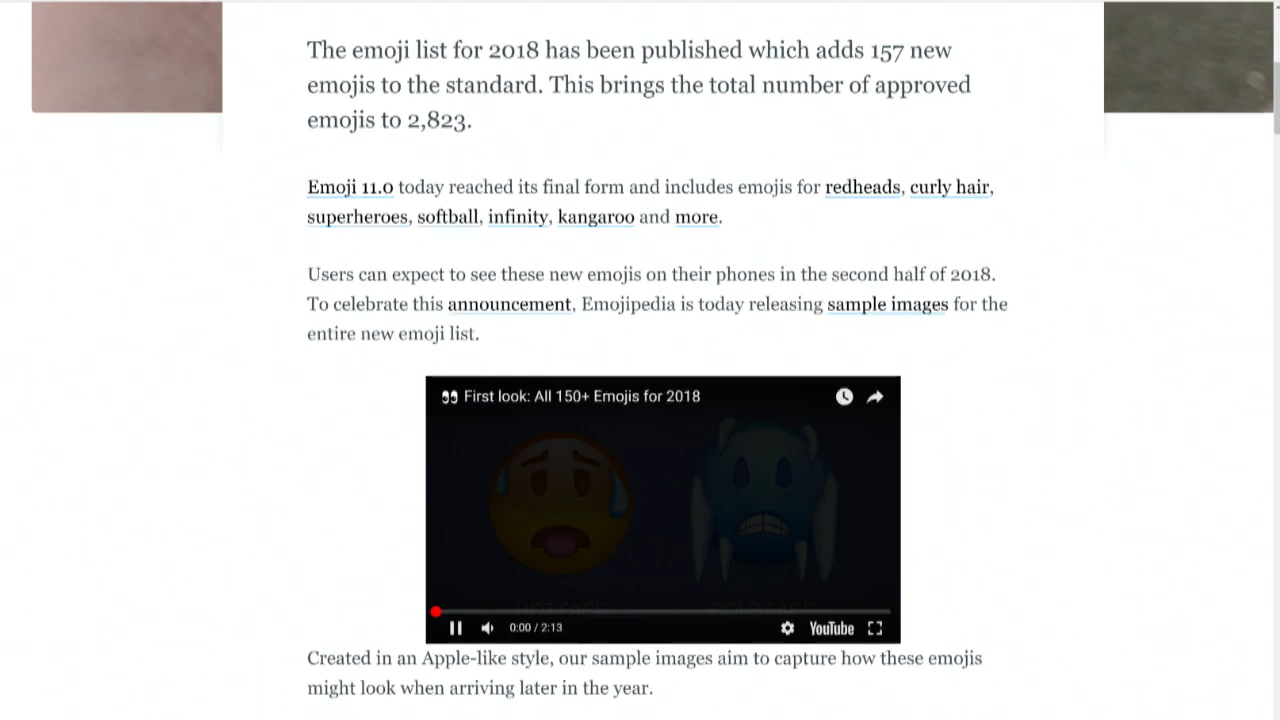 The emoji list for 2018 has been published which adds 157 new
emojis to the standard. This brings the total number of approved
emojis to 2,823.
Emoji 11.0 today reached its final form and includes emojis for redheads, curly hair,
superheroes, softball, infinity, kangaroo and more.
Users can expect to see these new emojis on their phones in the second half of 2018.
To celebrate this announcement, Emojipedia is today releasing sample images for the
entire new emoji list.
First look: All 150+ Emojis for 2018
HOT FACE COLD FACE
0:00 / 2:13 YouTube
Created in an Apple-like style, our sample images aim to capture how these emojis
might look when arriving later in the year.